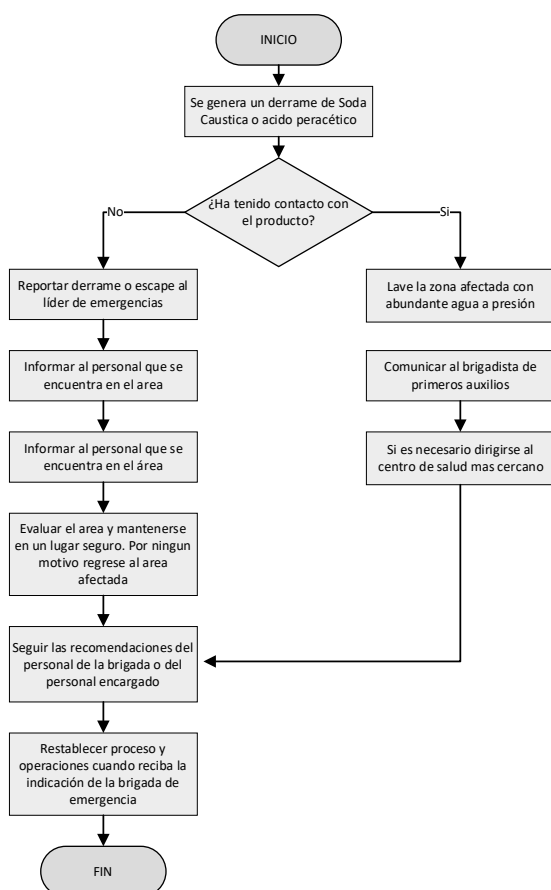 INICIO
Se genera un derrame de Soda
Caustica o acido peracético
¿Ha tenido contacto con
el producto?
No
Si
Reportar derrame o escape al
líder de emergencias
Informar al personal que se
encuentra en el area
Informar al personal que se
encuentra en el área
Evaluar el area y mantenerse
en un lugar seguro. Por ningun
motivo regrese al area
afectada
Lave la zona afectada con
abundante agua a presión
Comunicar al brigadista de
primeros auxilios
Si es necesario dirigirse al
centro de salud mas cercano
Seguir las recomendaciones del
personal de la brigada o del
personal encargado
Restablecer proceso y
operaciones cuando reciba la
indicación de la brigada de
emergencia
FIN